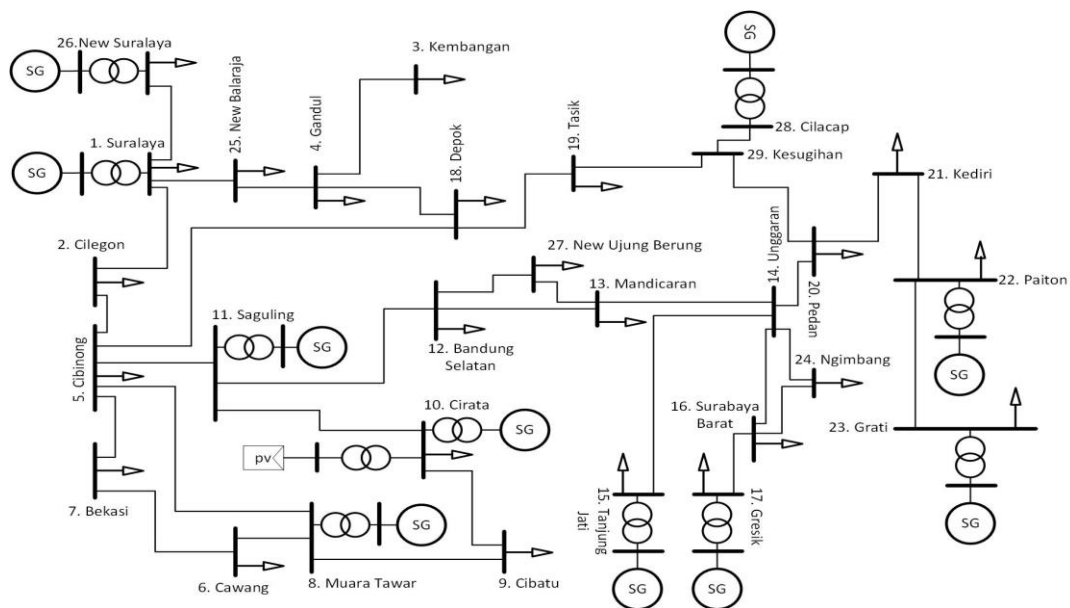 SG
26.New Suralaya
3. Kembangan
SG
1. Suralaya
SG
25. New Balaraja
4. Gandul
18. Depok
19. Tasik
28. Cilacap
29. Kesugihan
21. Kediri
2. Cilegon
27. New Ujung Berung
13. Mandicaran
14. Unggaran
20. Pedan
22. Paiton
SG
11. Saguling
SG
12. Bandung
Selatan
24. Ngimbang
5. Cibinong
10. Cirata
SG
16. Surabaya
Barat
23. Grati
pv
7. Bekasi
SG
15. Tanjung
Jati
17. Gresik
SG
6. Cawang
8. Muara Tawar
9. Cibatu
SG
SG